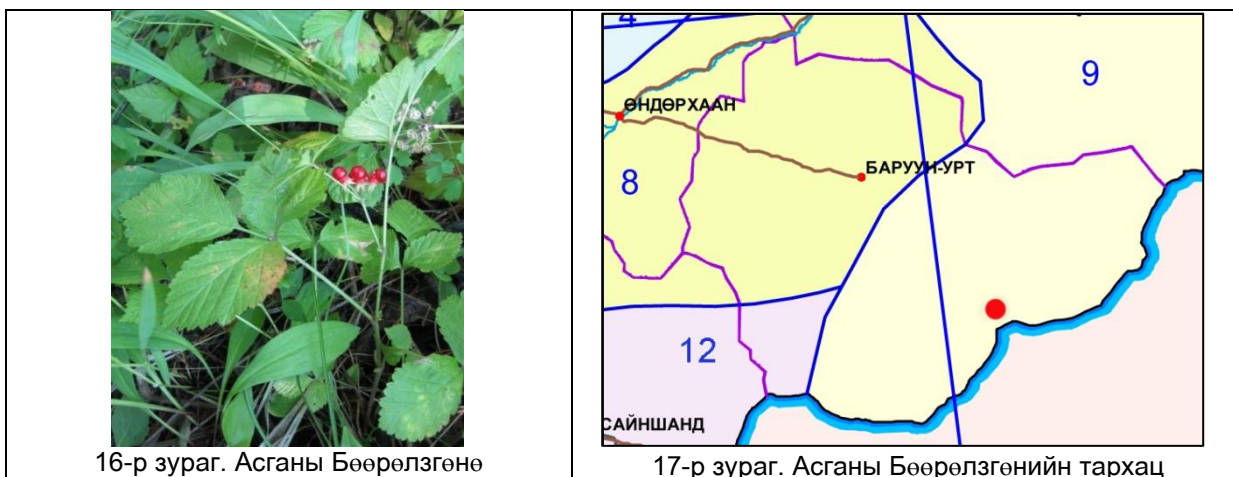 4
9
ӨНДӨРХААН
БАРУУН-УРТ
8
12
САЙНШАНД
16-р зураг. Асганы Бөөрөлзгөнө
17-р зураг. Асганы Бөөрөлзгөнийн тархац